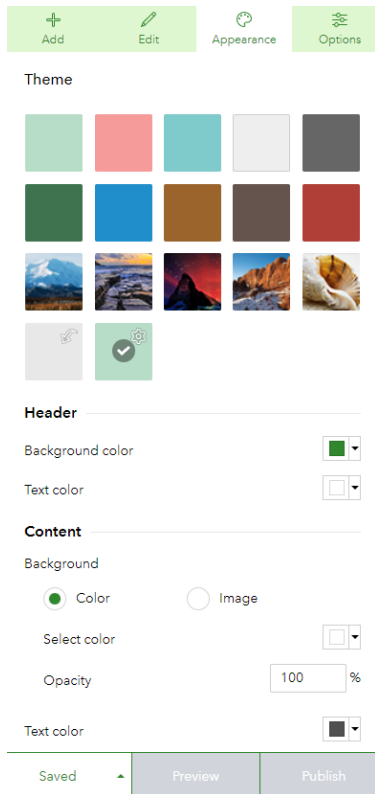 Add Edit Appearance Options
Theme
Header
Background color
Text color
Content
Background
Color Image
Select color
Opacity 100 %
Text color
Saved Preview Publish